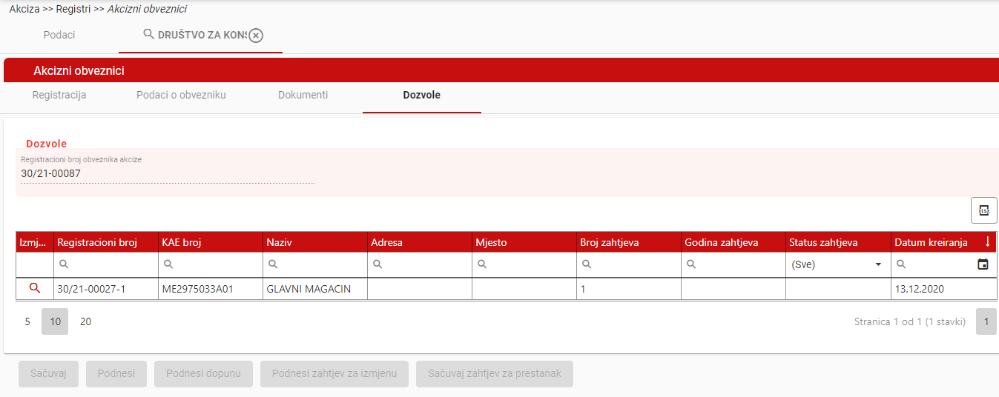 Akciza >> Registri >> Akcizni obveznici
Podaci DRUŠTVO ZA KONS
Akcizni obveznici
Registracija Podaci o obvezniku Dokumenti Dozvole
Dozvole
Registracioni broj obveznika akcize
30/21-00087
xlsx
Izmj... Registracioni broj KAE broj Naziv Adresa Mjesto Broj zahtjeva Godina zahtjeva Status zahtjeva Datum kreiranja
(Sve)
30/21-00027-1 ME2975033A01 GLAVNI MAGACIN 1 13.12.2020
5 10 20 Stranica 1 od 1 (1 stavki) 1
Sačuvaj Podnesi Podnesi dopunu Podnesi zahtjev za izmjenu Sačuvaj zahtjev za prestanak